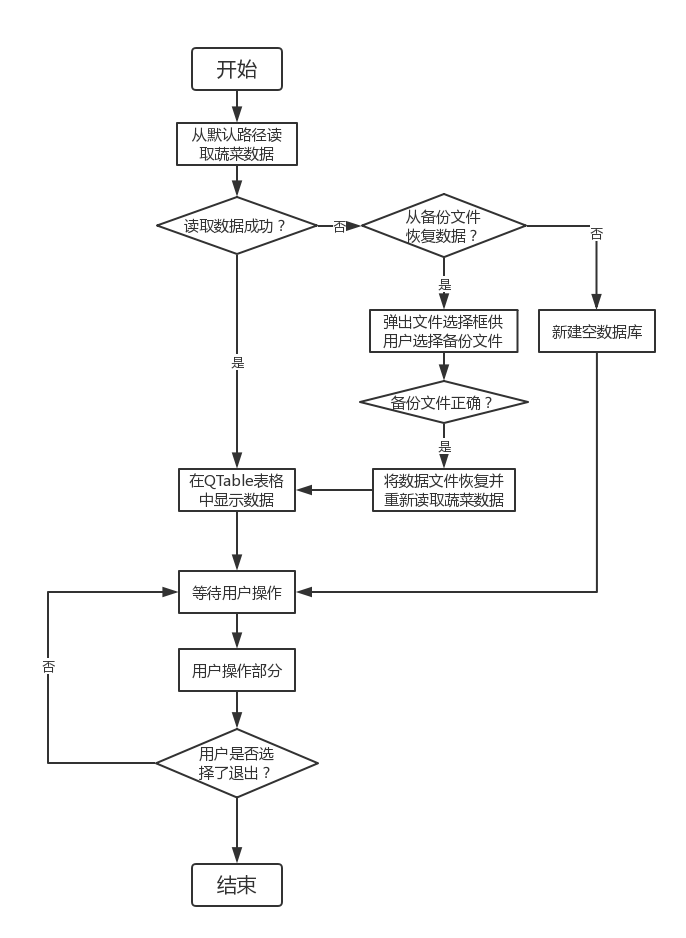 开始
从默认路径读
取蔬菜数据
读取数据成功？
否
从备份文件
恢复数据？
否
是
弹出文件选择框供
用户选择备份文件
新建空数据库
是
备份文件正确？
是
在QTable表格
中显示数据
将数据文件恢复并
重新读取蔬菜数据
等待用户操作
否
用户操作部分
用户是否选
择了退出？
结束